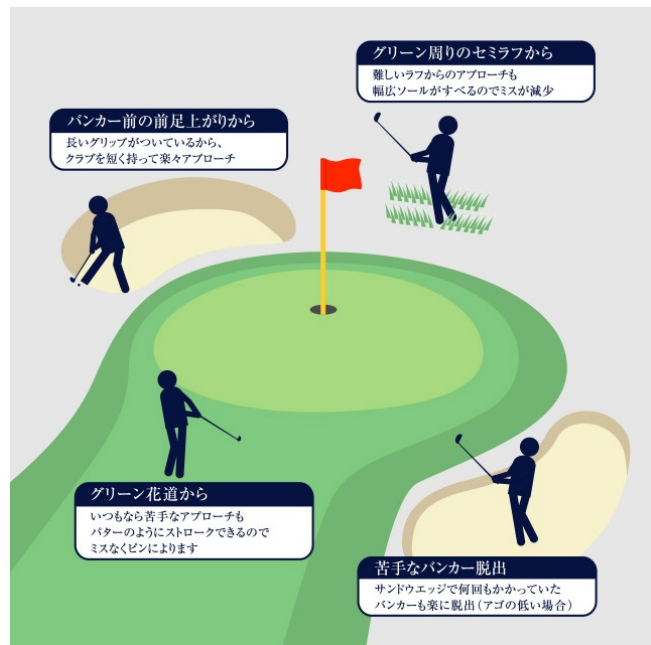 グリーン周りのセミラフから
難しいラフからのアプローチも
幅広ソールがすべるのでミスが減少
バンカー前の前足上がりから
長いグリップがついているから、
クラブを短く持って楽々アプローチ
グリーン花道から
いつもなら苦手なアプローチも
パターのようにストロークできるので
ミスなくピンによります
苦手なバンカー脱出
サンドウエッジで何回もかかっていた
バンカーも楽に脱出(アゴの低い場合)